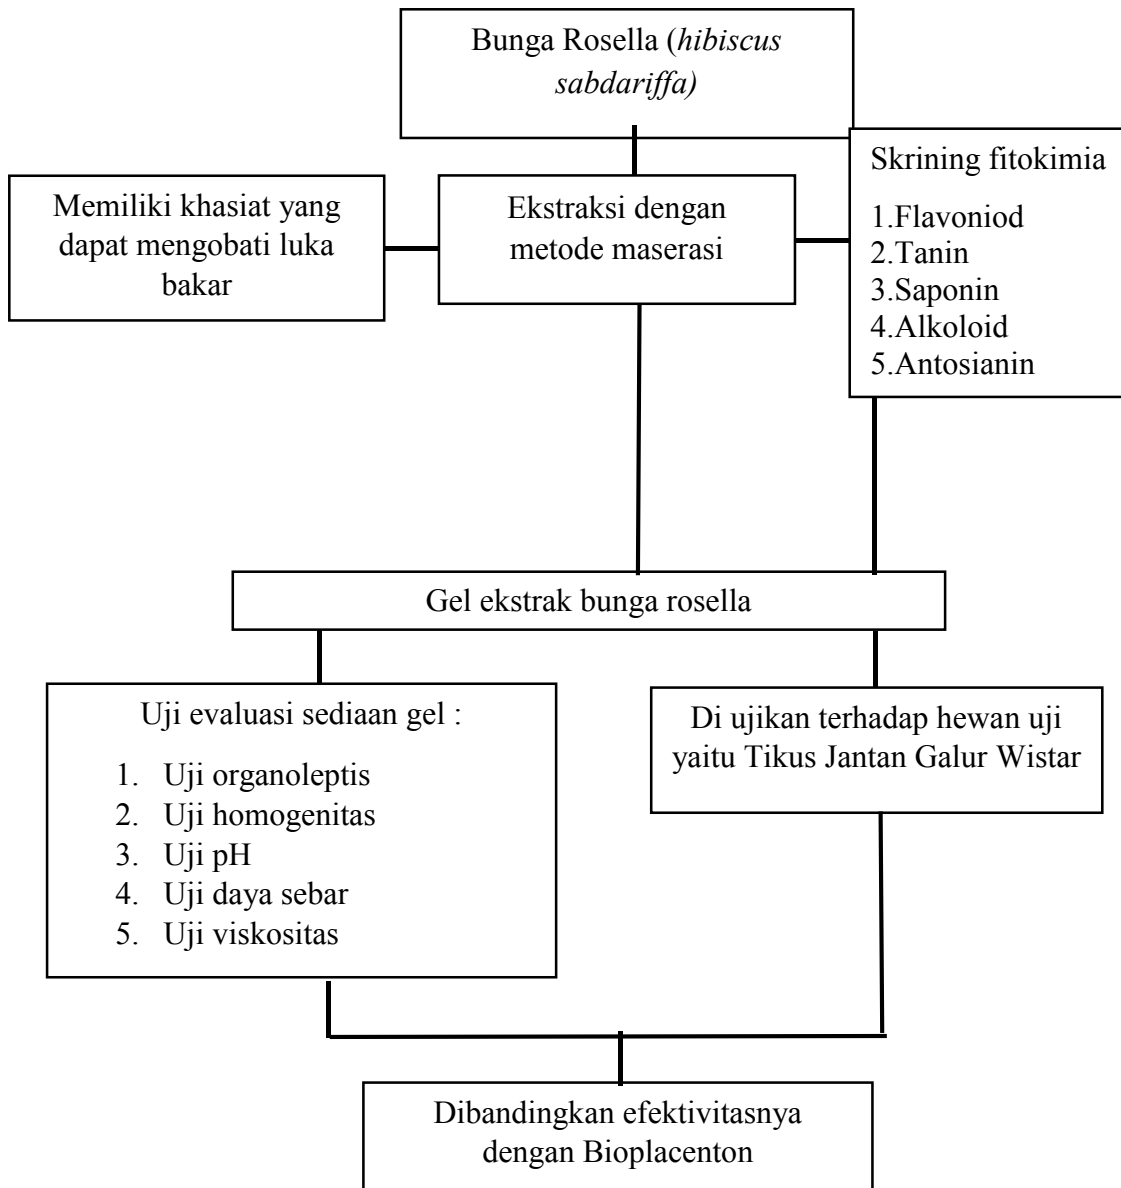 Bunga Rosella (hibiscus
sabdariffa)
Skrining fitokimia
1.Flavoniod
2.Tanin
3.Saponin
4.Alkoloid
5.Antosianin
Memiliki khasiat yang
dapat mengobati luka
bakar
Ekstraksi dengan
metode maserasi
Gel ekstrak bunga rosella
Uji evaluasi sediaan gel :
1. Uji organoleptis
2. Uji homogenitas
3. Uji pH
4. Uji daya sebar
5. Uji viskositas
Di ujikan terhadap hewan uji
yaitu Tikus Jantan Galur Wistar
Dibandingkan efektivitasnya
dengan Bioplacenton